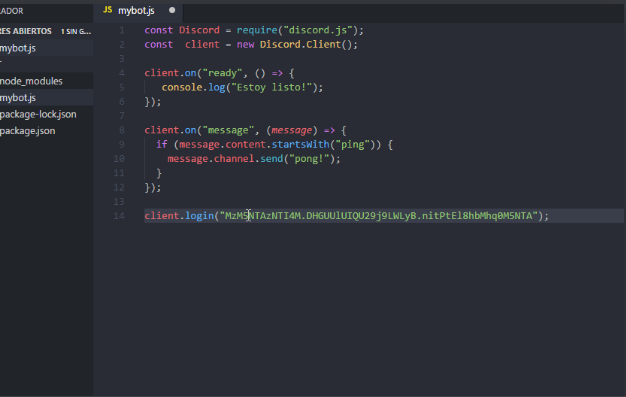 RADOR
RES ABIERTOS 1 SIN G...
mybot.js
node_modules
mybot.js
package-lock.json
package.json
JS mybot.js
1 const Discord = require("discord.js");
2 const  client = new Discord.Client();
3
4 client.on("ready", () => {
5    console.log("Estoy listo!");
6 });
7
8 client.on("message", (message) => {
9   if (message.content.startsWith("ping")) {
10     message.channel.send("pong!");
11   }
12 });
13
14 client.login("MzM5NTAzNTI4M.DHGUUlUIQU29j9LWLyB.nitPtEl8hbMhq0M5NTA");